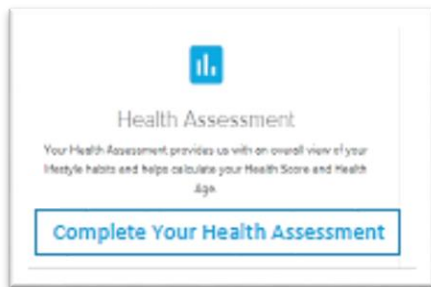 Health Assessment
Your Health Assessment provides us with an overall view of your
lifestyle habits and helps calculate your Health Score and Health
Age.
Complete Your Health Assessment